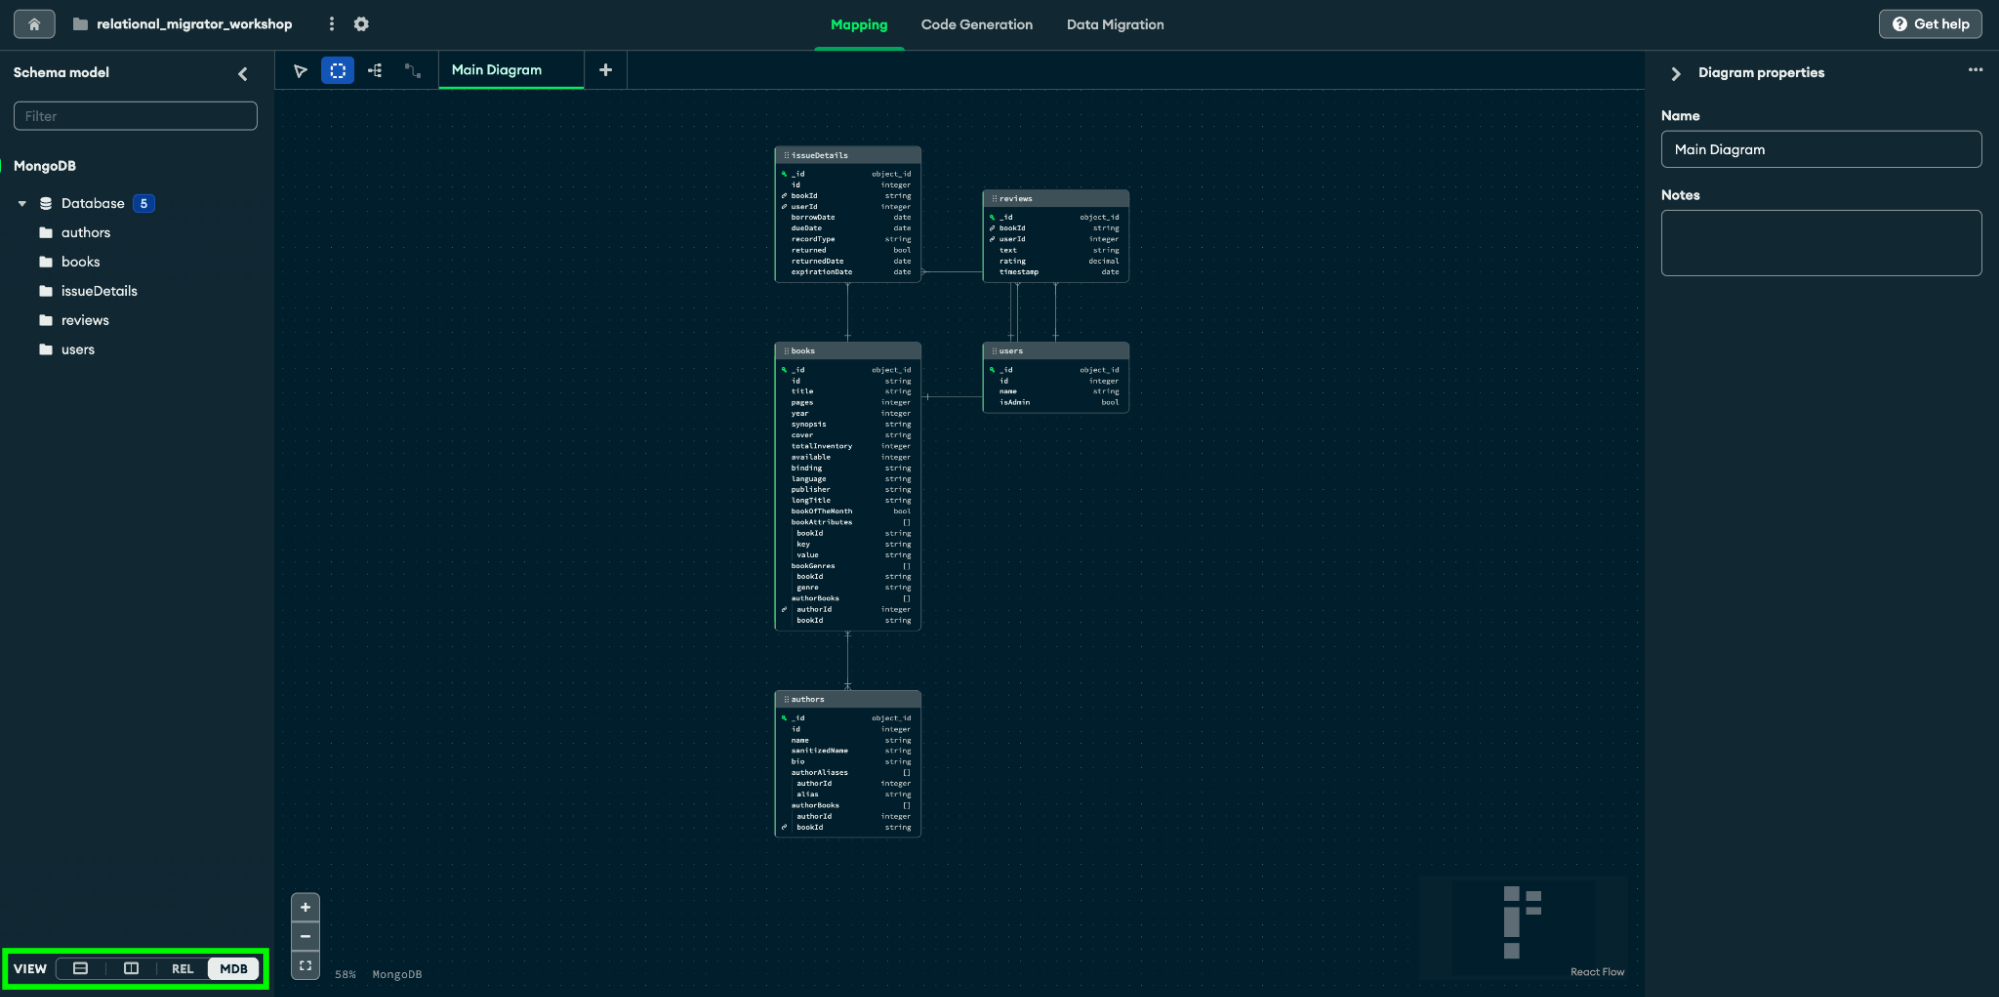 relational_migrator_workshop
Mapping
Code Generation
Data Migration
Get help
Schema model
Filter
MongoDB
Database 5
authors
books
issueDetails
reviews
users
VIEW
REL
MDB
Main Diagram
+
issueDetails
_id object_id
id integer
bookId string
userId integer
borrowDate date
dueDate date
recordType string
returned bool
returnedDate date
expirationDate date
reviews
_id object_id
bookId string
userId integer
text string
rating decimal
timestamp date
books
_id object_id
id string
title string
pages integer
year integer
synopsis string
cover string
totalInventory integer
available integer
binding string
language string
publisher string
longTitle string
bookOfTheMonth bool
bookAttributes []
bookId string
key string
value string
bookGenres []
bookId string
genre string
authorBooks []
authorId integer
bookId string
users
_id object_id
id integer
name string
isAdmin bool
authors
_id object_id
id integer
name string
sanitizedName string
bio string
authorAliases []
authorId integer
alias string
authorBooks []
authorId integer
bookId string
58% MongoDB
React Flow
Diagram properties
Name
Main Diagram
Notes